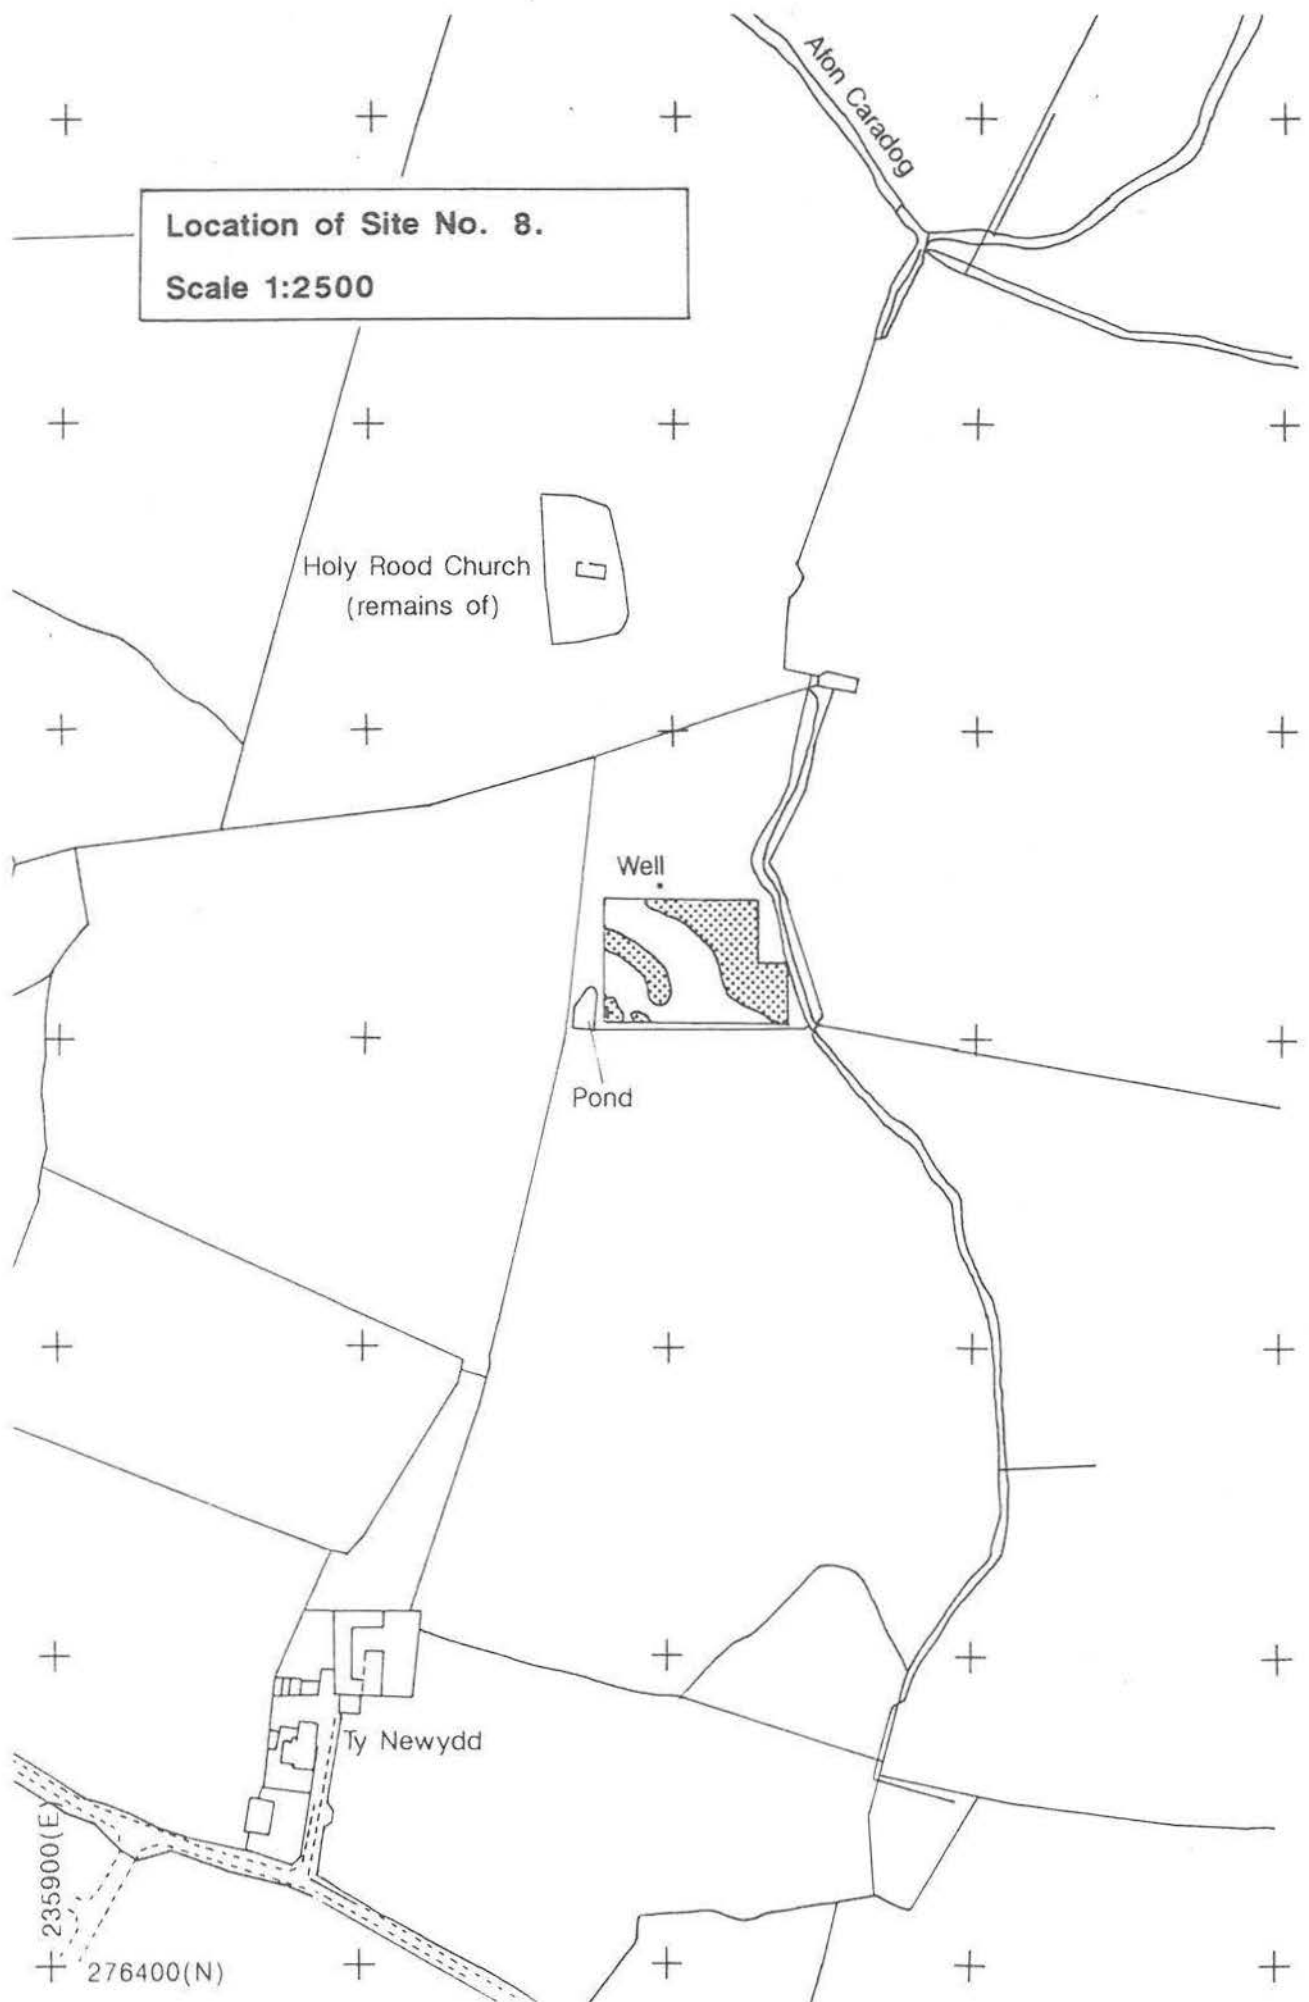 Afon Caradog
Location of Site No. 8.
Scale 1:2500
Holy Rood Church
(remains of)
Well
Pond
Ty Newydd
235900(E)
276400(N)